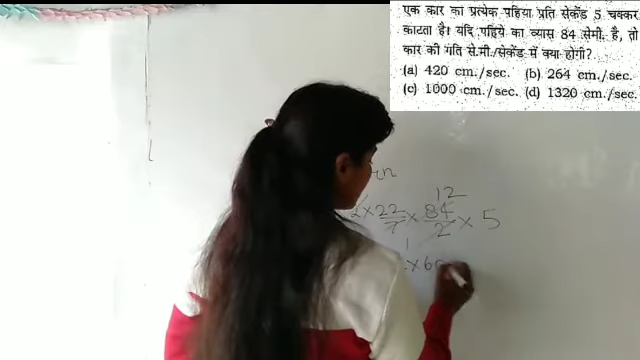 एक कार का प्रत्येक पहिया प्रति सेकेंड 5 चक्कर
काटता है। यदि पहिये का व्यास 84 सेमी. है, तो
कार की गति से.मी./सेकेंड में क्या होगी?
(a) 420 cm./sec. (b) 264 cm./sec.
(c) 1000 cm./sec. (d) 1320 cm./sec.
12
2 × 22/7 × 84/2 × 5
1
× 60